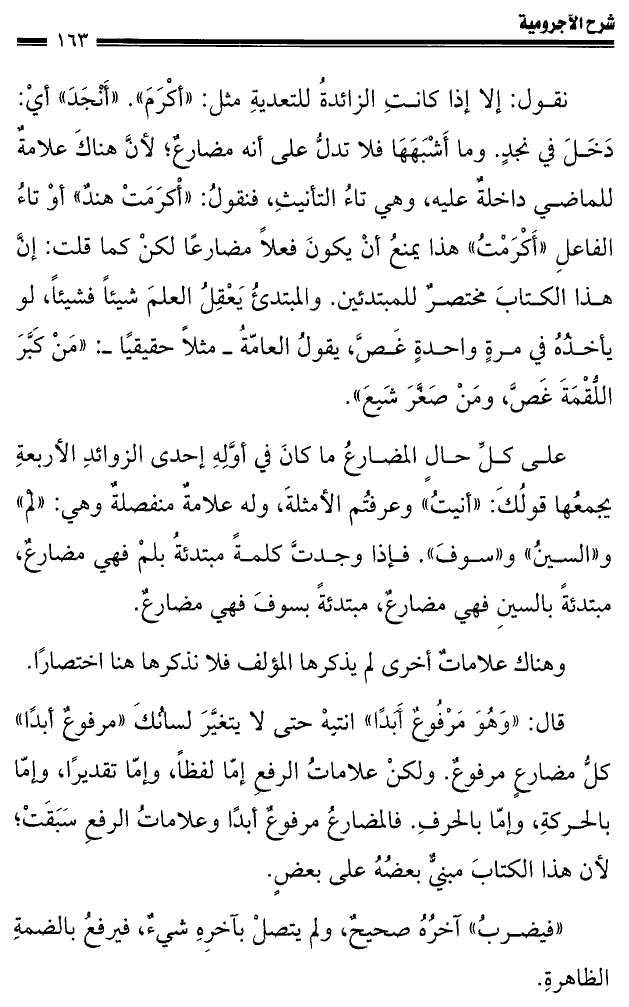 شرح الآجرومية
١٦٣
نقول: إلا إذا كانتِ الزائدةُ للتعديةِ مثل: «أكْرَمَ». «أَنْجَدَ» أيْ:
دَخَلَ في نجدٍ. وما أَشْبَهَهَا فلا تدلُّ على أنه مضارعٌ؛ لأنَّ هناكَ علامةٌ
للماضي داخلةٌ عليه، وهي تاءُ التأنيثِ، فنقولُ: «أْكرَمَتْ هندٌ» أوْ تاءُ
الفاعلِ «أَكْرَمْتُ» هذا يمنعُ أنْ يكونَ فعلاً مضارعًا لكنْ كما قلت: إنَّ
هذا الكتابَ مختصرٌ للمبتدئين. والمبتدئُ يَعْقِلُ العلمَ شيئاً فشيئاً، لو
يأخذُهُ في مرةٍ واحدةٍ غَصَّ، يقولُ العامّةُ ـ مثلاً حقيقيًا ـ: «مَنْ كَبَّرَ
اللُّقْمَةَ غَصَّ، ومَنْ صَغَّرَ شَبِعَ».
على كلِّ حالٍ المضارعُ ما كانَ في أوَّلِهِ إحدى الزوائدِ الأربعةِ
يجمعُها قولُكَ: «أنيتُ» وعرفتُم الأمثلةَ، وله علامةٌ منفصلةٌ وهي: «لمْ»
و«السينُ» و«سوفَ». فإذا وجدتَّ كلمةً مبتدئةُ بلمْ فهي مضارعٌ،
مبتدئةً بالسينِ فهي مضارعٌ، مبتدئةً بسوفَ فهي مضارعٌ.
وهناك علاماتٌ أخرى لم يذكرها المؤلف فلا نذكرها هنا اختصارًا.
قال: «وَهُوَ مَرْفُوعٌ أَبَدًا» انتبهْ حتى لا يتغيَّرَ لسانُكَ «مرفوعٌ أبدًا»
كلُّ مضارعٍ مرفوعٌ. ولكنْ علاماتُ الرفعِ إمّا لفظاً، وإمّا تقديرًا، وإمّا
بالحركةِ، وإمّا بالحرفِ. فالمضارعُ مرفوعٌ أبدًا وعلاماتُ الرفعِ سَبَقَتْ؛
لأن هذا الكتابَ مبنيٌّ بعضُهُ على بعضٍ.
«فيضربُ» آخرُهُ صحيحٌ، ولم يتصلْ بآخرِهِ شيءٌ، فيرفعُ بالضمةِ
الظاهرةِ.